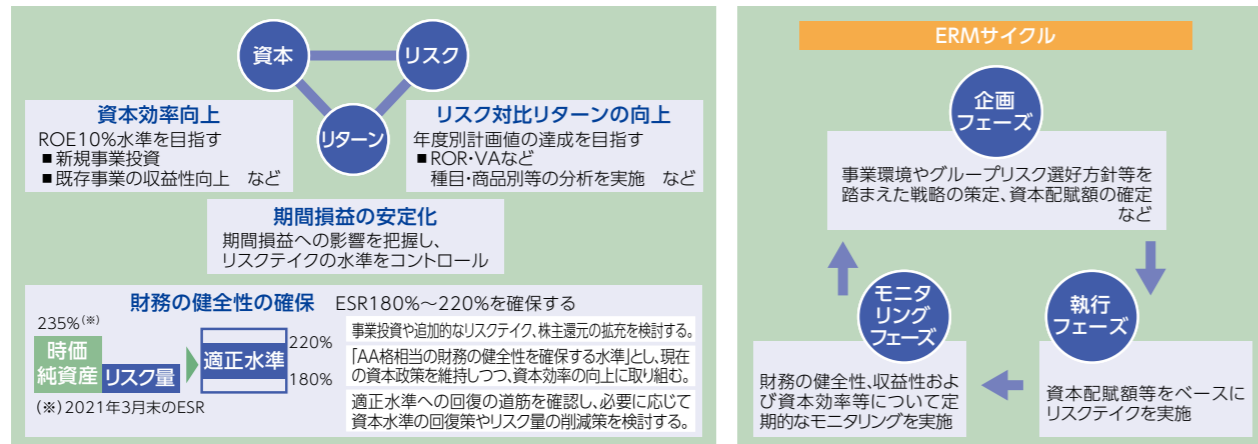 資本
リスク
リターン
資本効率向上
ROE10%水準を目指す
■新規事業投資
■既存事業の収益性向上 など
リスク対比リターンの向上
年度別計画値の達成を目指す
■ROR・VAなど
種目・商品別等の分析を実施 など
期間損益の安定化
期間損益への影響を把握し、
リスクテイクの水準をコントロール
財務の健全性の確保 ESR180%～220%を確保する
235%(※)
時価
純資産
リスク量
適正水準
220%
180%
(※)2021年3月末のESR
事業投資や追加的なリスクテイク、株主還元の拡充を検討する。
「AA格相当の財務の健全性を確保する水準」とし、現在
の資本政策を維持しつつ、資本効率の向上に取り組む。
適正水準への回復の道筋を確認し、必要に応じて
資本水準の回復策やリスク量の削減策を検討する。
ERMサイクル
企画
フェーズ
事業環境やグループリスク選好方針等を
踏まえた戦略の策定、資本配賦額の確定
など
執行
フェーズ
資本配賦額等をベースに
リスクテイクを実施
モニタ
リング
フェーズ
財務の健全性、収益性およ
び資本効率等について定
期的なモニタリングを実施